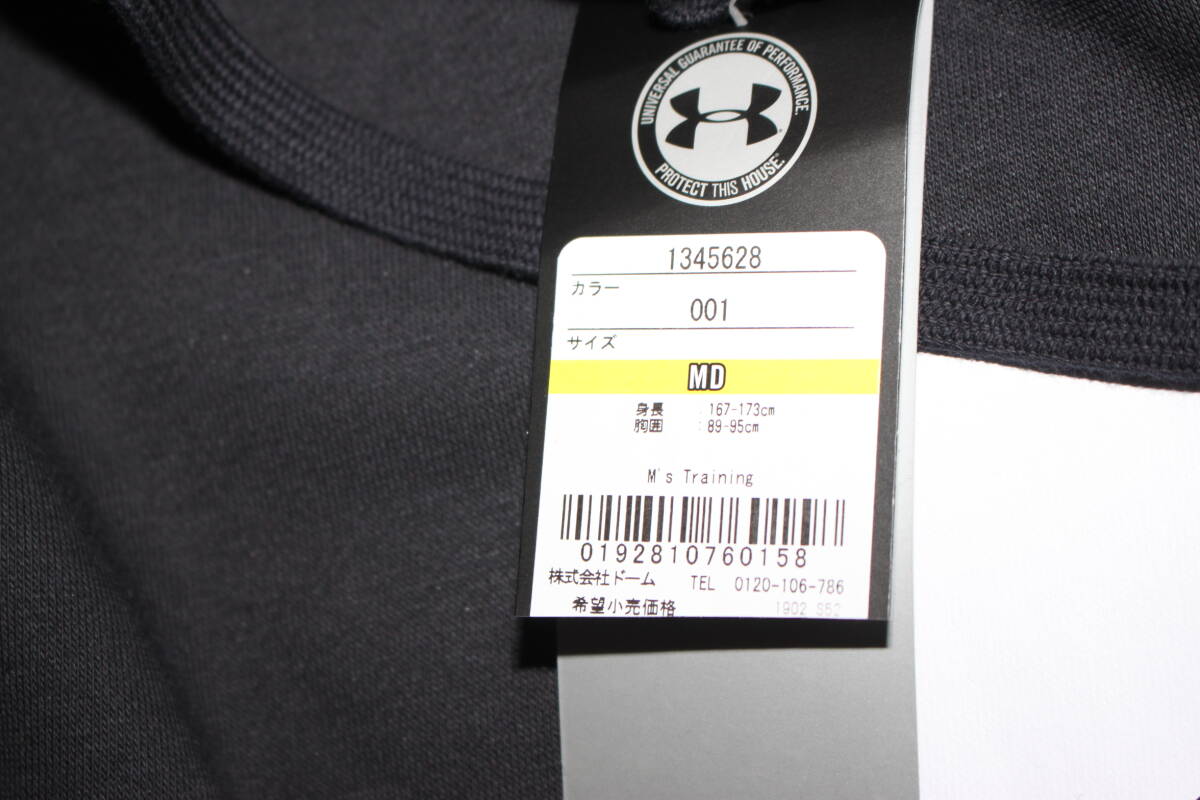 UNIVERSAL GUARANTEE OF PERFORMANCE.
PROTECT THIS HOUSE.
1345628
カラー
001
サイズ
MD
身長 : 167-173cm
胸囲 : 89-95cm
M's Training
0192810760158
株式会社ドーム TEL 0120-106-786
希望小売価格 1902